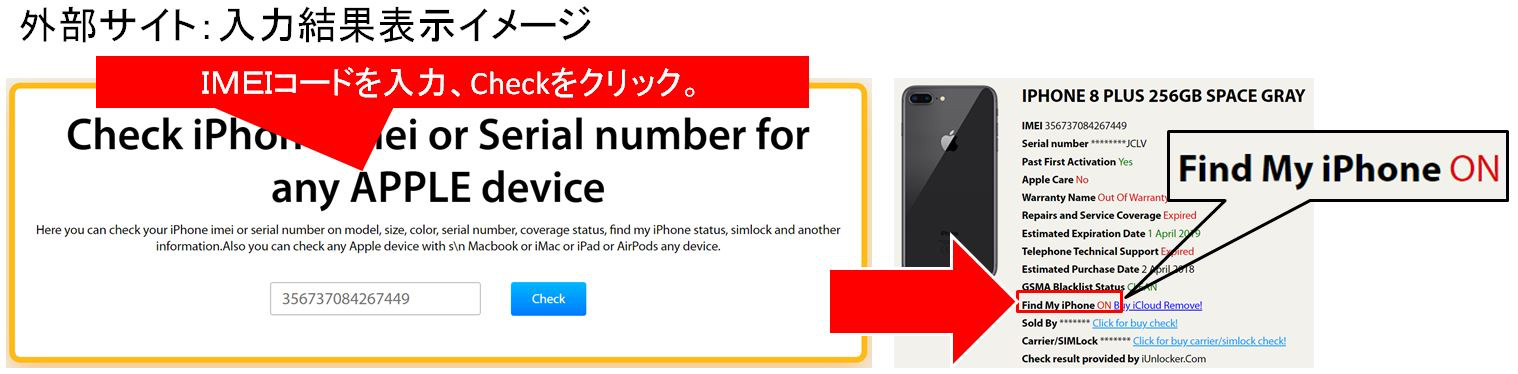 外部サイト：入力結果表示イメージ
IMEIコードを入力、Checkをクリック。
Check iPhon mei or Serial number for
any APPLE device
Here you can check your iPhone imei or serial number on model, size, color, serial number, coverage status, find my iPhone status, simlock and another
information.Also you can check any Apple device with s\n Macbook or iMac or iPad or AirPods any device.
356737084267449
Check
IPHONE 8 PLUS 256GB SPACE GRAY
IMEI 356737084267449
Serial number ********JCLV
Past First Activation Yes
Apple Care No
Warranty Name Out Of Warranty
Repairs and Service Coverage Expired
Estimated Expiration Date 1 April 2019
Telephone Technical Support Expired
Estimated Purchase Date 2 April 2018
GSMA Blacklist Status CLEAN
Find My iPhone ON Buy iCloud Remove!
Sold By ******* Click for buy check!
Carrier/SIMLock ******* Click for buy carrier/simlock check!
Check result provided by iUnlocker.Com
Find My iPhone ON